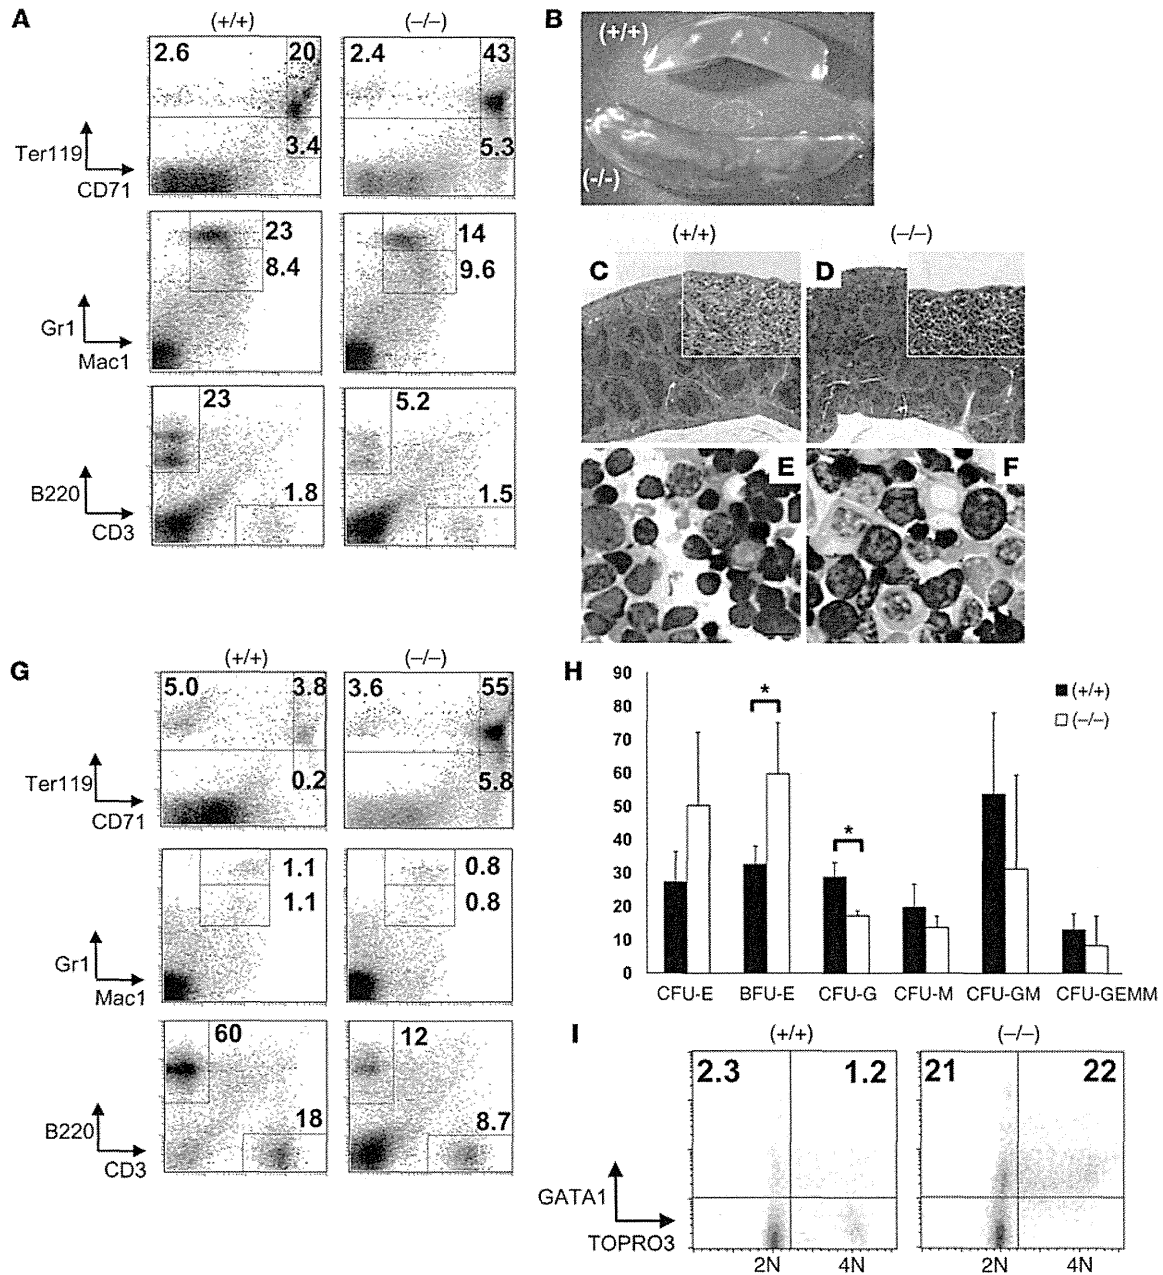 A
(+/+)
(−/−)
2.6
20
3.4
2.4
43
5.3
Ter119
CD71
23
8.4
14
9.6
Gr1
Mac1
23
1.8
5.2
1.5
B220
CD3
B
(+/+)
(-/-)
(+/+)
(−/−)
C
D
E
F
G
(+/+)
(−/−)
5.0
3.8
0.2
3.6
55
5.8
Ter119
CD71
1.1
1.1
0.8
0.8
Gr1
Mac1
60
18
12
8.7
B220
CD3
H
90
80
70
60
50
40
30
20
10
0
*
*
(+/+)
(−/−)
CFU-E
BFU-E
CFU-G
CFU-M
CFU-GM
CFU-GEMM
I
(+/+)
(−/−)
2.3
1.2
21
22
GATA1
TOPRO3
2N
4N
2N
4N